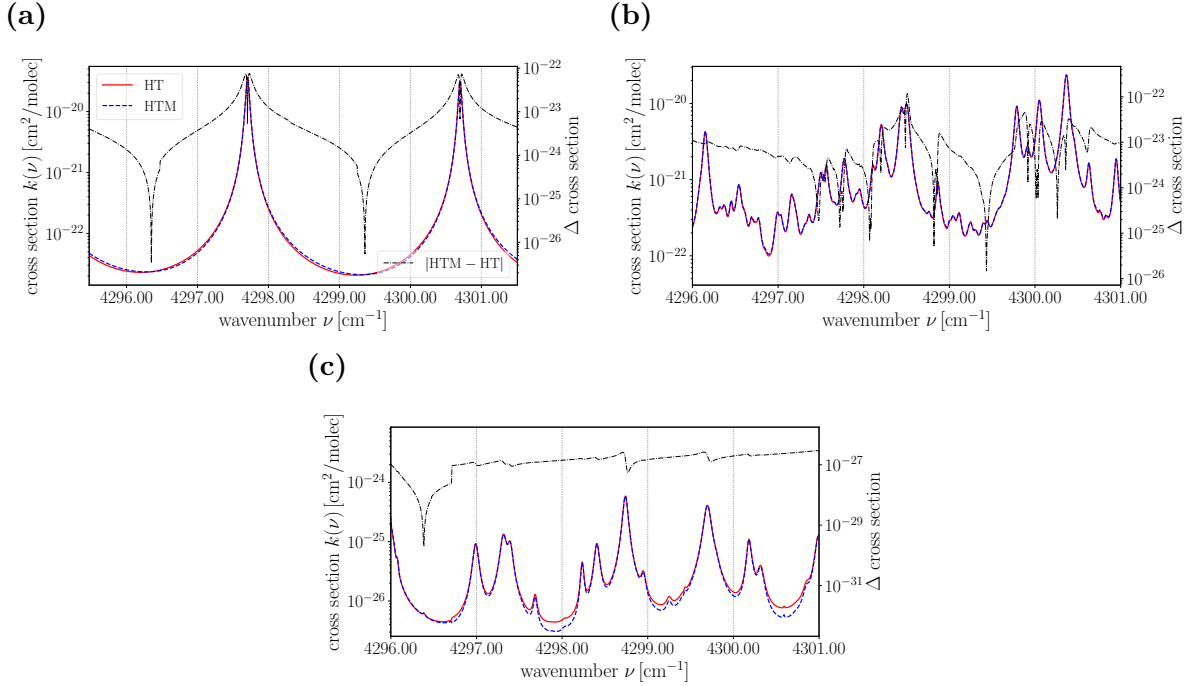 (a)
cross section k(ν) [cm²/molec]
10⁻²⁰
10⁻²¹
10⁻²²
HT
HTM
|HTM − HT|
10⁻²²
10⁻²³
10⁻²⁴
10⁻²⁵
10⁻²⁶
Δ cross section
4296.00 4297.00 4298.00 4299.00 4300.00 4301.00
wavenumber ν [cm⁻¹]
(b)
cross section k(ν) [cm²/molec]
10⁻²⁰
10⁻²¹
10⁻²²
10⁻²²
10⁻²³
10⁻²⁴
10⁻²⁵
10⁻²⁶
Δ cross section
4296.00 4297.00 4298.00 4299.00 4300.00 4301.00
wavenumber ν [cm⁻¹]
(c)
cross section k(ν) [cm²/molec]
10⁻²⁴
10⁻²⁵
10⁻²⁶
10⁻²⁷
10⁻²⁹
10⁻³¹
Δ cross section
4296.00 4297.00 4298.00 4299.00 4300.00 4301.00
wavenumber ν [cm⁻¹]